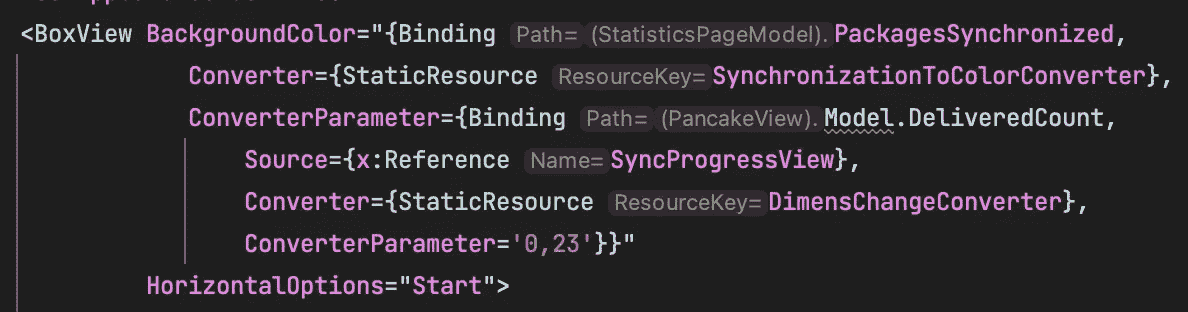 <BoxView BackgroundColor="{Binding Path= (StatisticsPageModel).PackagesSynchronized,
Converter={StaticResource ResourceKey=SynchronizationToColorConverter},
ConverterParameter={Binding Path= (PancakeView).Model.DeliveredCount,
Source={x:Reference Name=SyncProgressView},
Converter={StaticResource ResourceKey=DimensChangeConverter},
ConverterParameter='0,23'}}"
HorizontalOptions="Start">